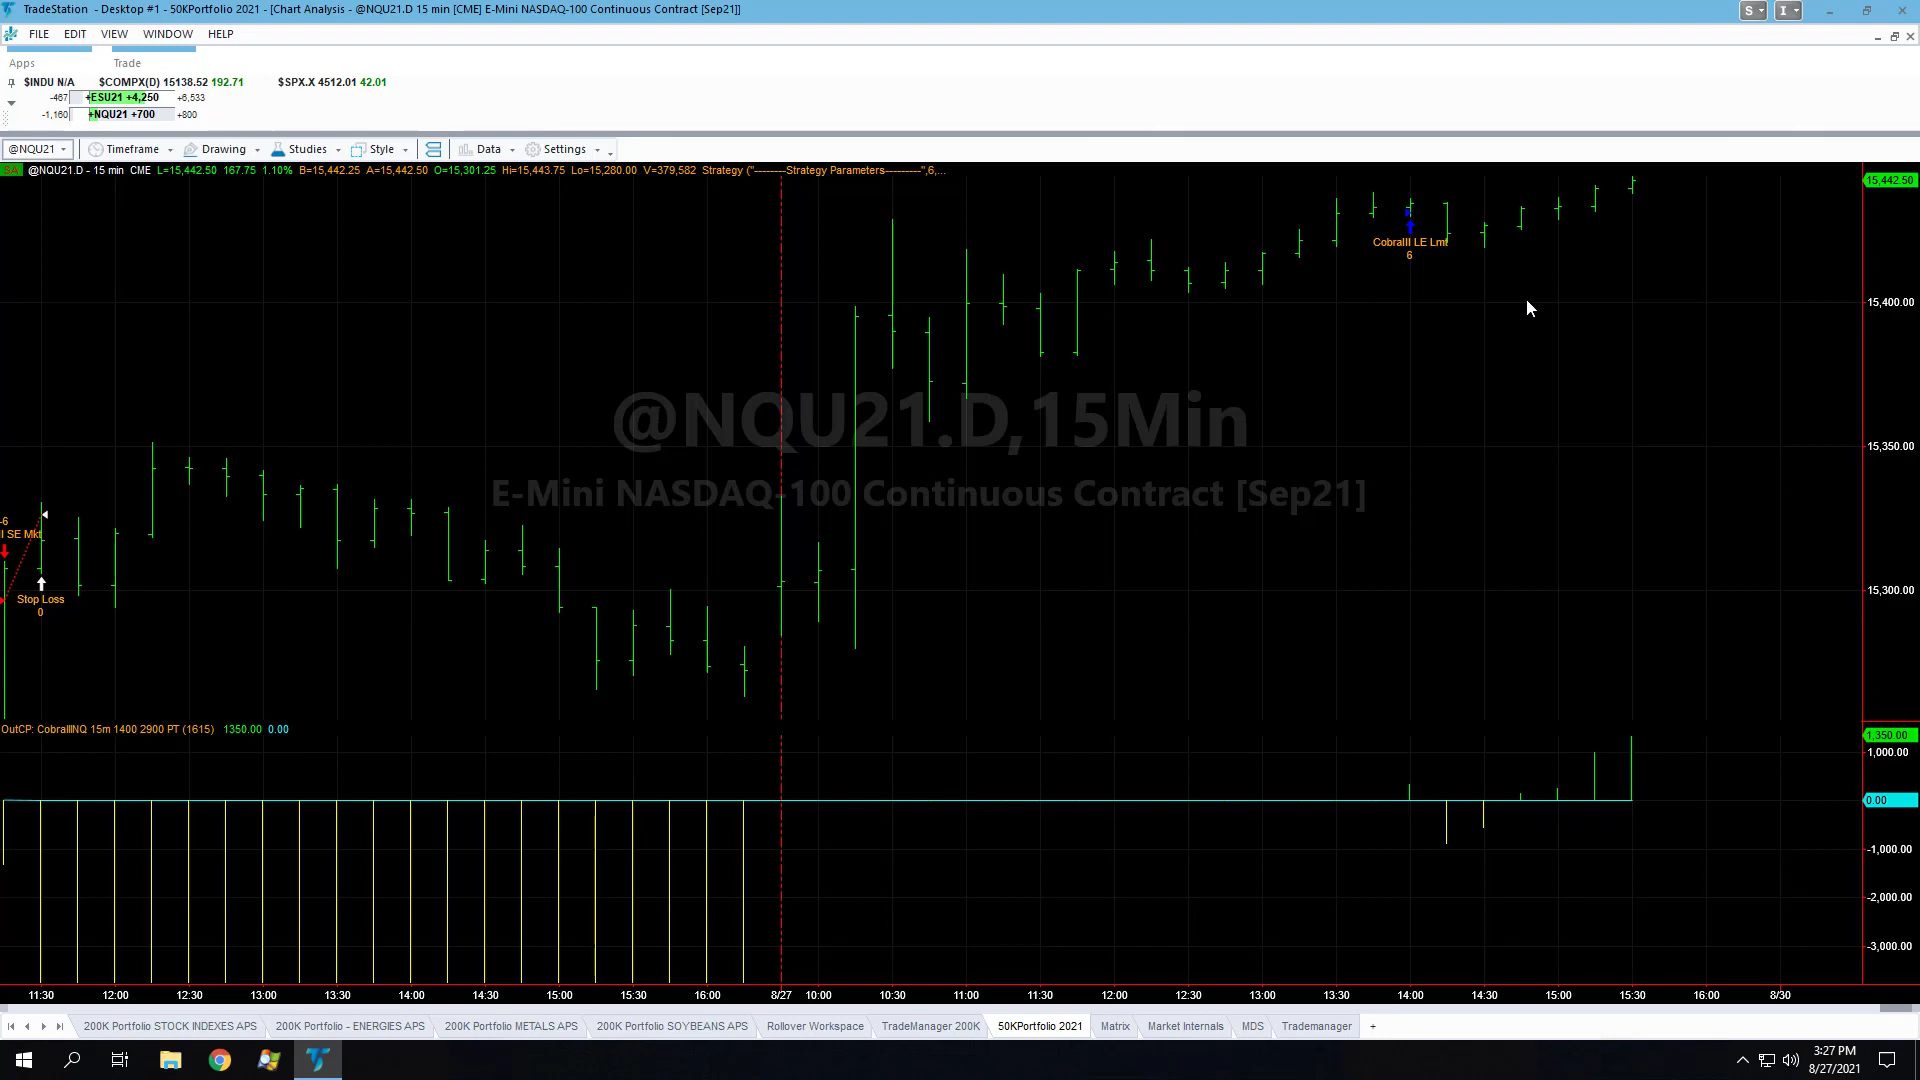 TradeStation - Desktop #1 - 50KPortfolio 2021 - [Chart Analysis - @NQU21.D 15 min [CME] E-Mini NASDAQ-100 Continuous Contract [Sep21]]
S I
FILE EDIT VIEW WINDOW HELP
Apps Trade
$INDU N/A $COMPX(D) 15138.52 192.71 $SPX.X 4512.01 42.01
-467 +ESU21 +4,250 +6,533
-1,160 +NQU21 +700 +800
@NQU21 Timeframe Drawing Studies Style Data Settings
@NQU21.D - 15 min CME L=15,442.50 167.75 1.10% B=15,442.25 A=15,442.50 O=15,301.25 Hi=15,443.75 Lo=15,280.00 V=379,582 Strategy ("--------Strategy Parameters---------",6,...
15,442.50
CobraIII LE Lmt
6
15,400.00
@NQU21.D,15Min
15,350.00
E-Mini NASDAQ-100 Continuous Contract [Sep21]
-6
I SE Mkt
Stop Loss
0
15,300.00
OutCP: CobraIIINQ 15m 1400 2900 PT (1615) 1350.00 0.00
1,350.00
1,000.00
0.00
-1,000.00
-2,000.00
-3,000.00
11:30 12:00 12:30 13:00 13:30 14:00 14:30 15:00 15:30 16:00 8/27 10:00 10:30 11:00 11:30 12:00 12:30 13:00 13:30 14:00 14:30 15:00 15:30 16:00 8/30
200K Portfolio STOCK INDEXES APS 200K Portfolio - ENERGIES APS 200K Portfolio METALS APS 200K Portfolio SOYBEANS APS Rollover Workspace TradeManager 200K 50KPortfolio 2021 Matrix Market Internals MDS Trademanager +
3:27 PM
8/27/2021